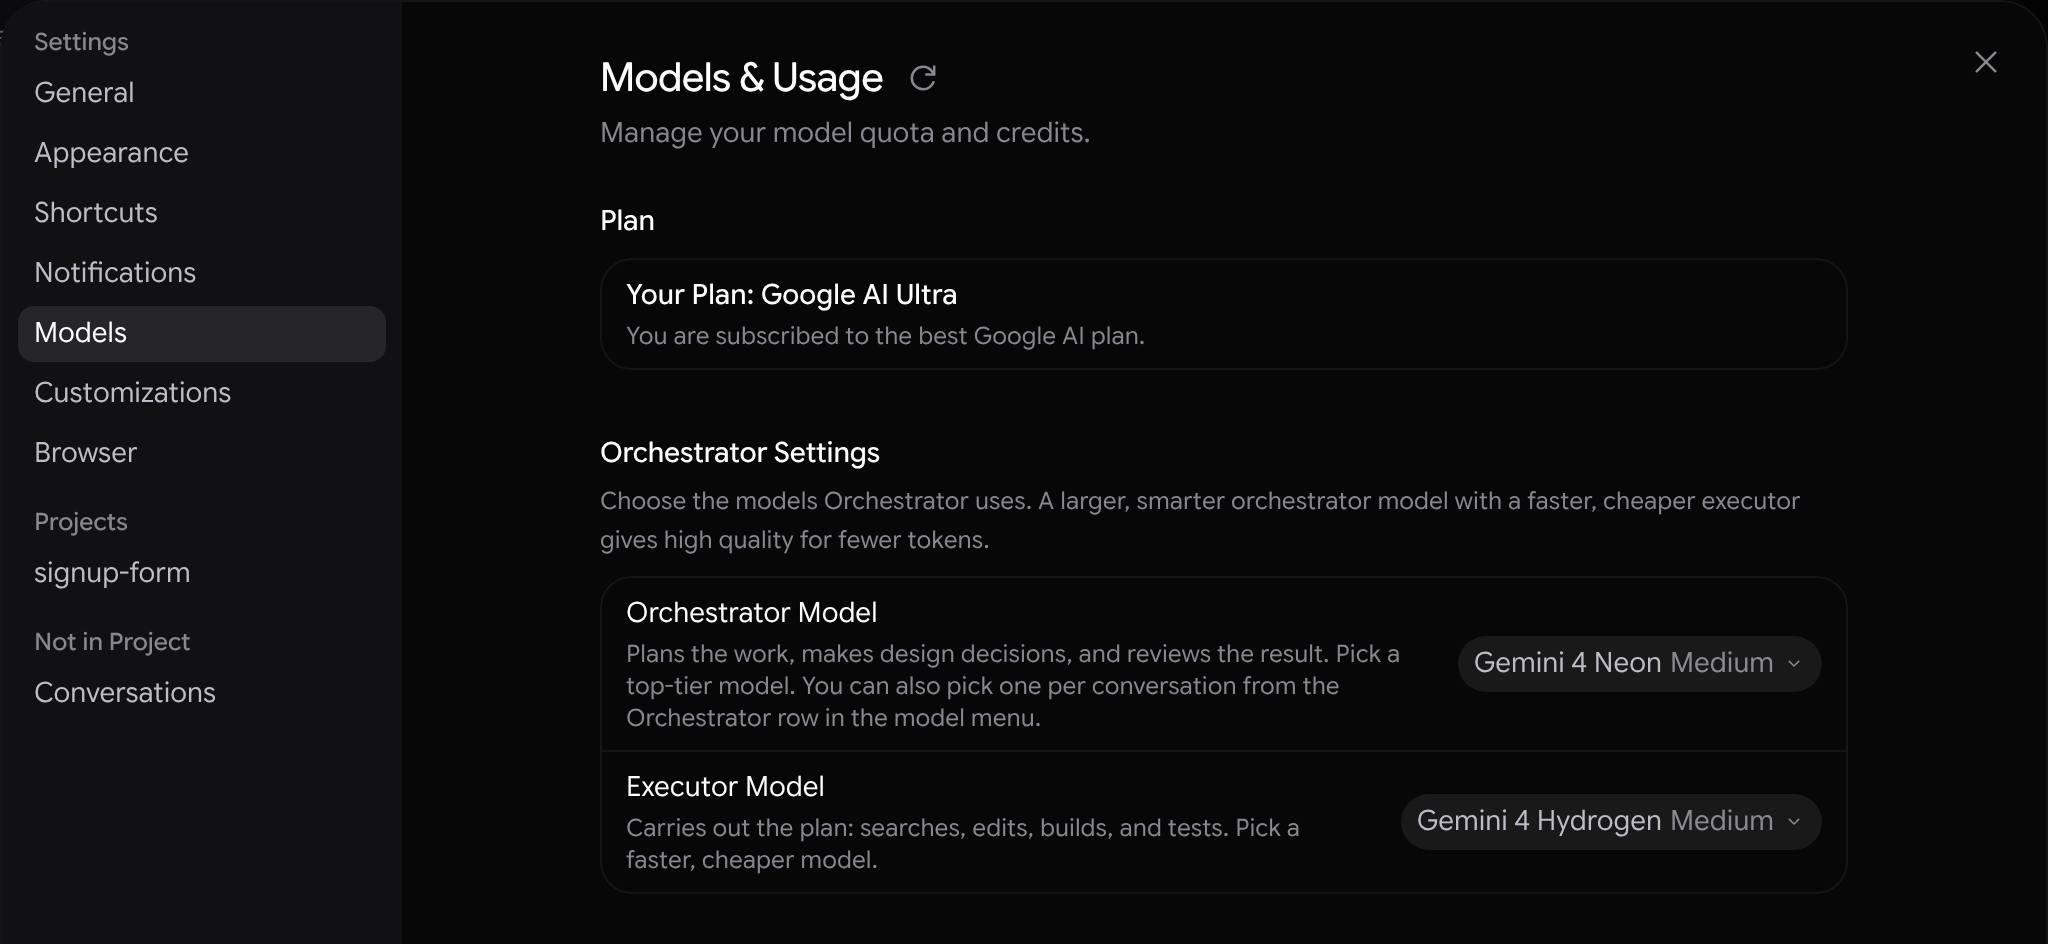 Settings
General
Appearance
Shortcuts
Notifications
Models
Customizations
Browser
Projects
signup-form
Not in Project
Conversations
Models & Usage
Manage your model quota and credits.
Plan
Your Plan: Google AI Ultra
You are subscribed to the best Google AI plan.
Orchestrator Settings
Choose the models Orchestrator uses. A larger, smarter orchestrator model with a faster, cheaper executor
gives high quality for fewer tokens.
Orchestrator Model
Plans the work, makes design decisions, and reviews the result. Pick a
top-tier model. You can also pick one per conversation from the
Orchestrator row in the model menu.
Gemini 4 Neon Medium
Executor Model
Carries out the plan: searches, edits, builds, and tests. Pick a
faster, cheaper model.
Gemini 4 Hydrogen Medium